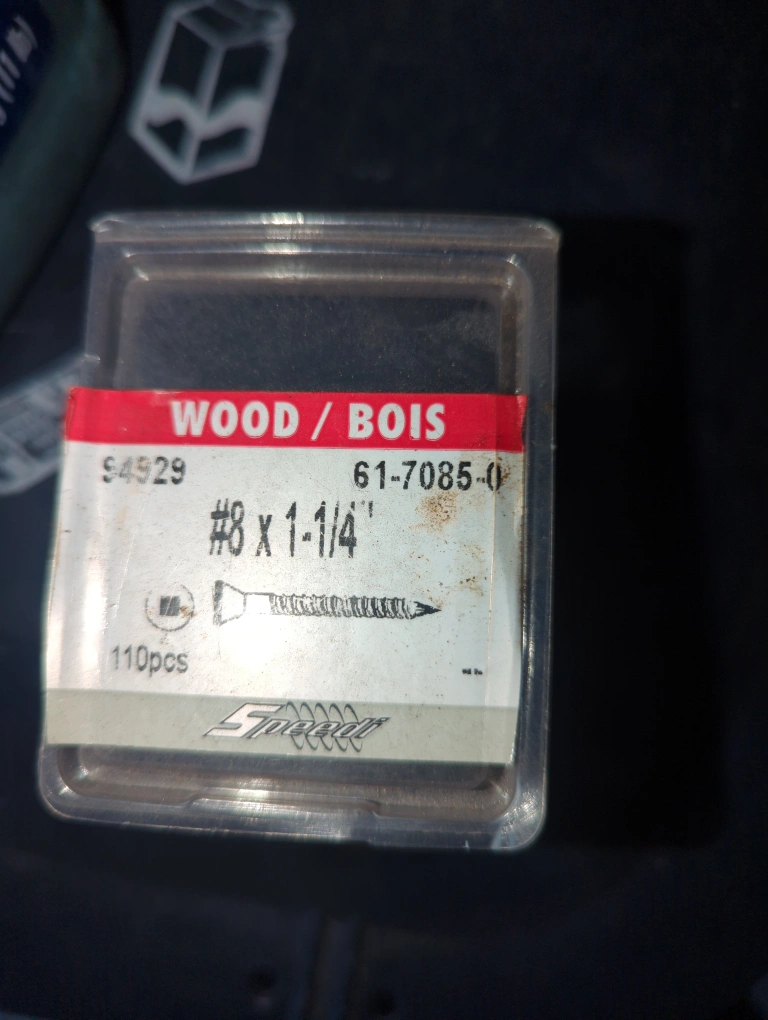 WOOD / BOIS
94929 61-7085-0
#8 x 1-1/4"
110pcs
Speedi